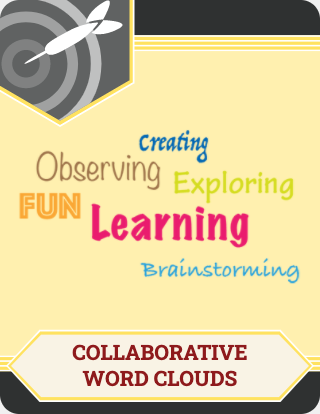 Creating
Observing
Exploring
FUN
Learning
Brainstorming
COLLABORATIVE
WORD CLOUDS